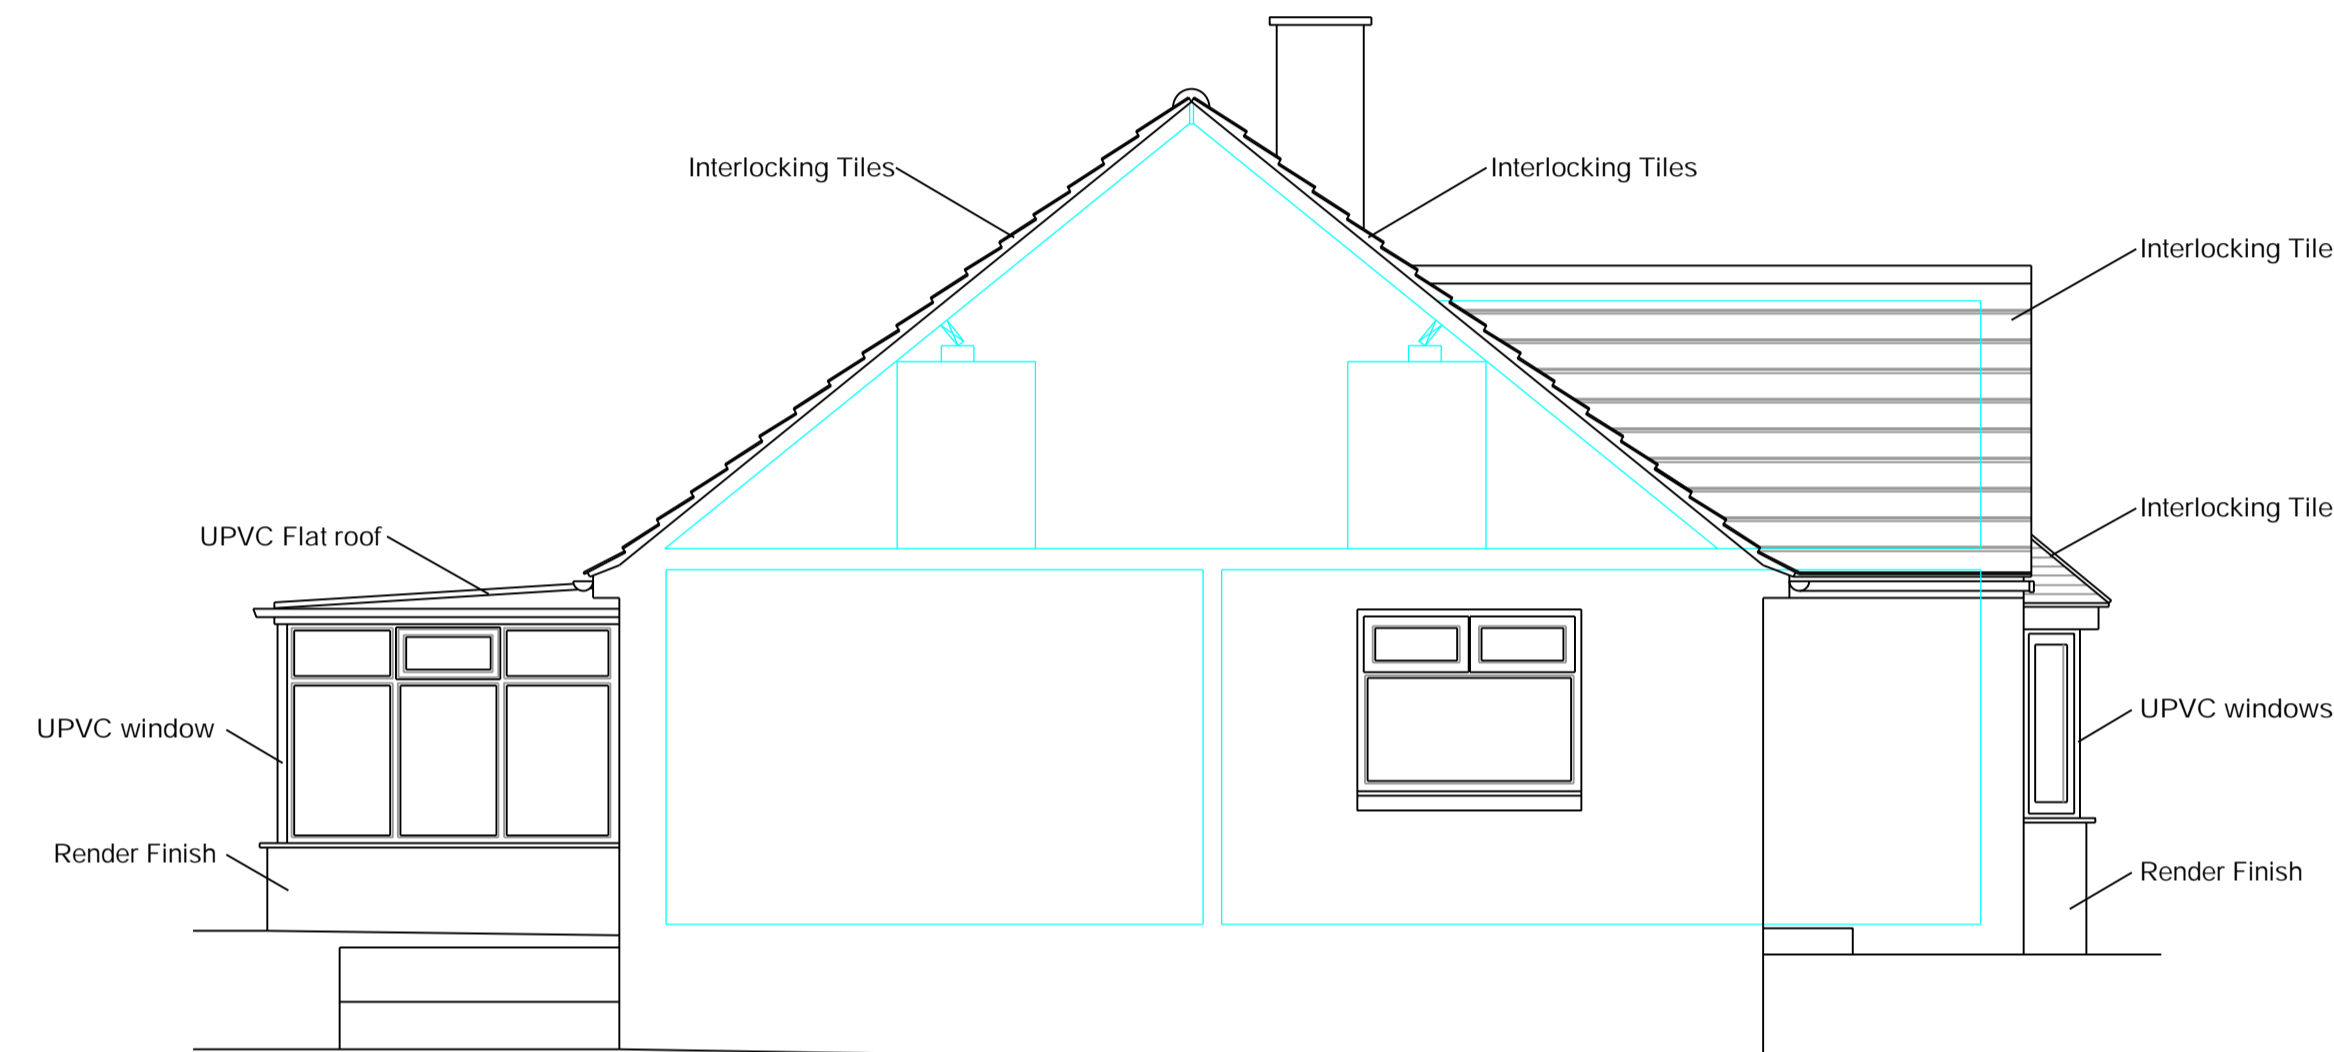 Interlocking Tiles
Interlocking Tiles
Interlocking Tile
Interlocking Tile
UPVC Flat roof
UPVC window
UPVC windows
Render Finish
Render Finish